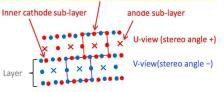 Inner cathode sub-layer
anode sub-layer
U-view(stereo angle +)
V-view(stereo angle –)
Layer